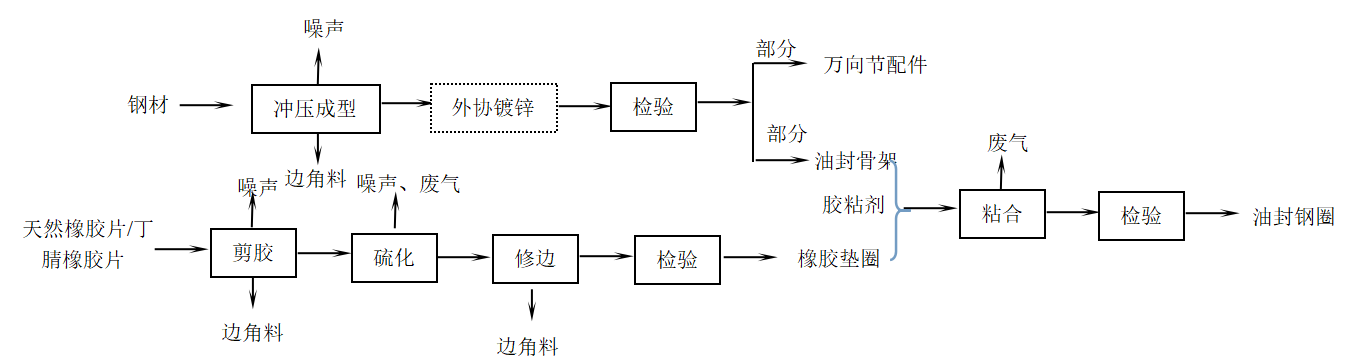 噪声
部分
万向节配件
钢材
冲压成型
外协镀锌
检验
部分
油封骨架
边角料
噪声
噪声、废气
废气
胶粘剂
粘合
检验
油封钢圈
天然橡胶片/丁
腈橡胶片
剪胶
硫化
修边
检验
橡胶垫圈
边角料
边角料